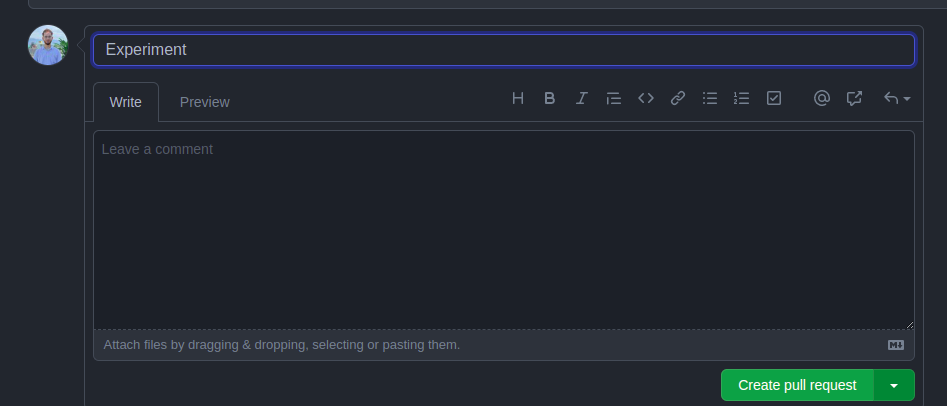 Experiment
Write Preview
Leave a comment
Attach files by dragging & dropping, selecting or pasting them.
Create pull request